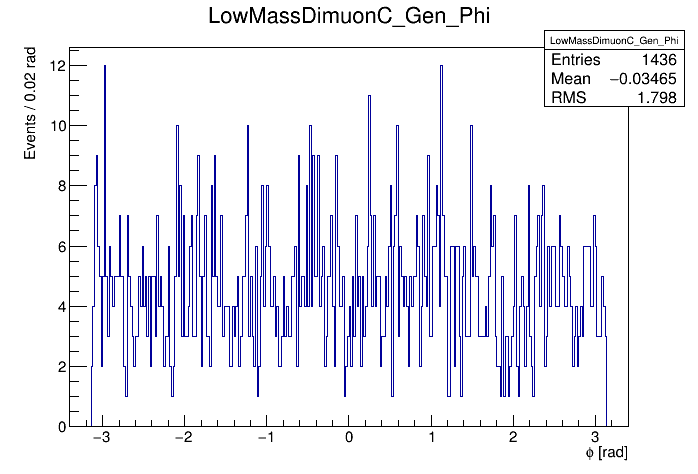 LowMassDimuonC_Gen_Phi
LowMassDimuonC_Gen_Phi
Entries 1436
Mean −0.03465
RMS 1.798
Events / 0.02 rad
12
10
8
6
4
2
0
−3 −2 −1 0 1 2 3
ϕ [rad]